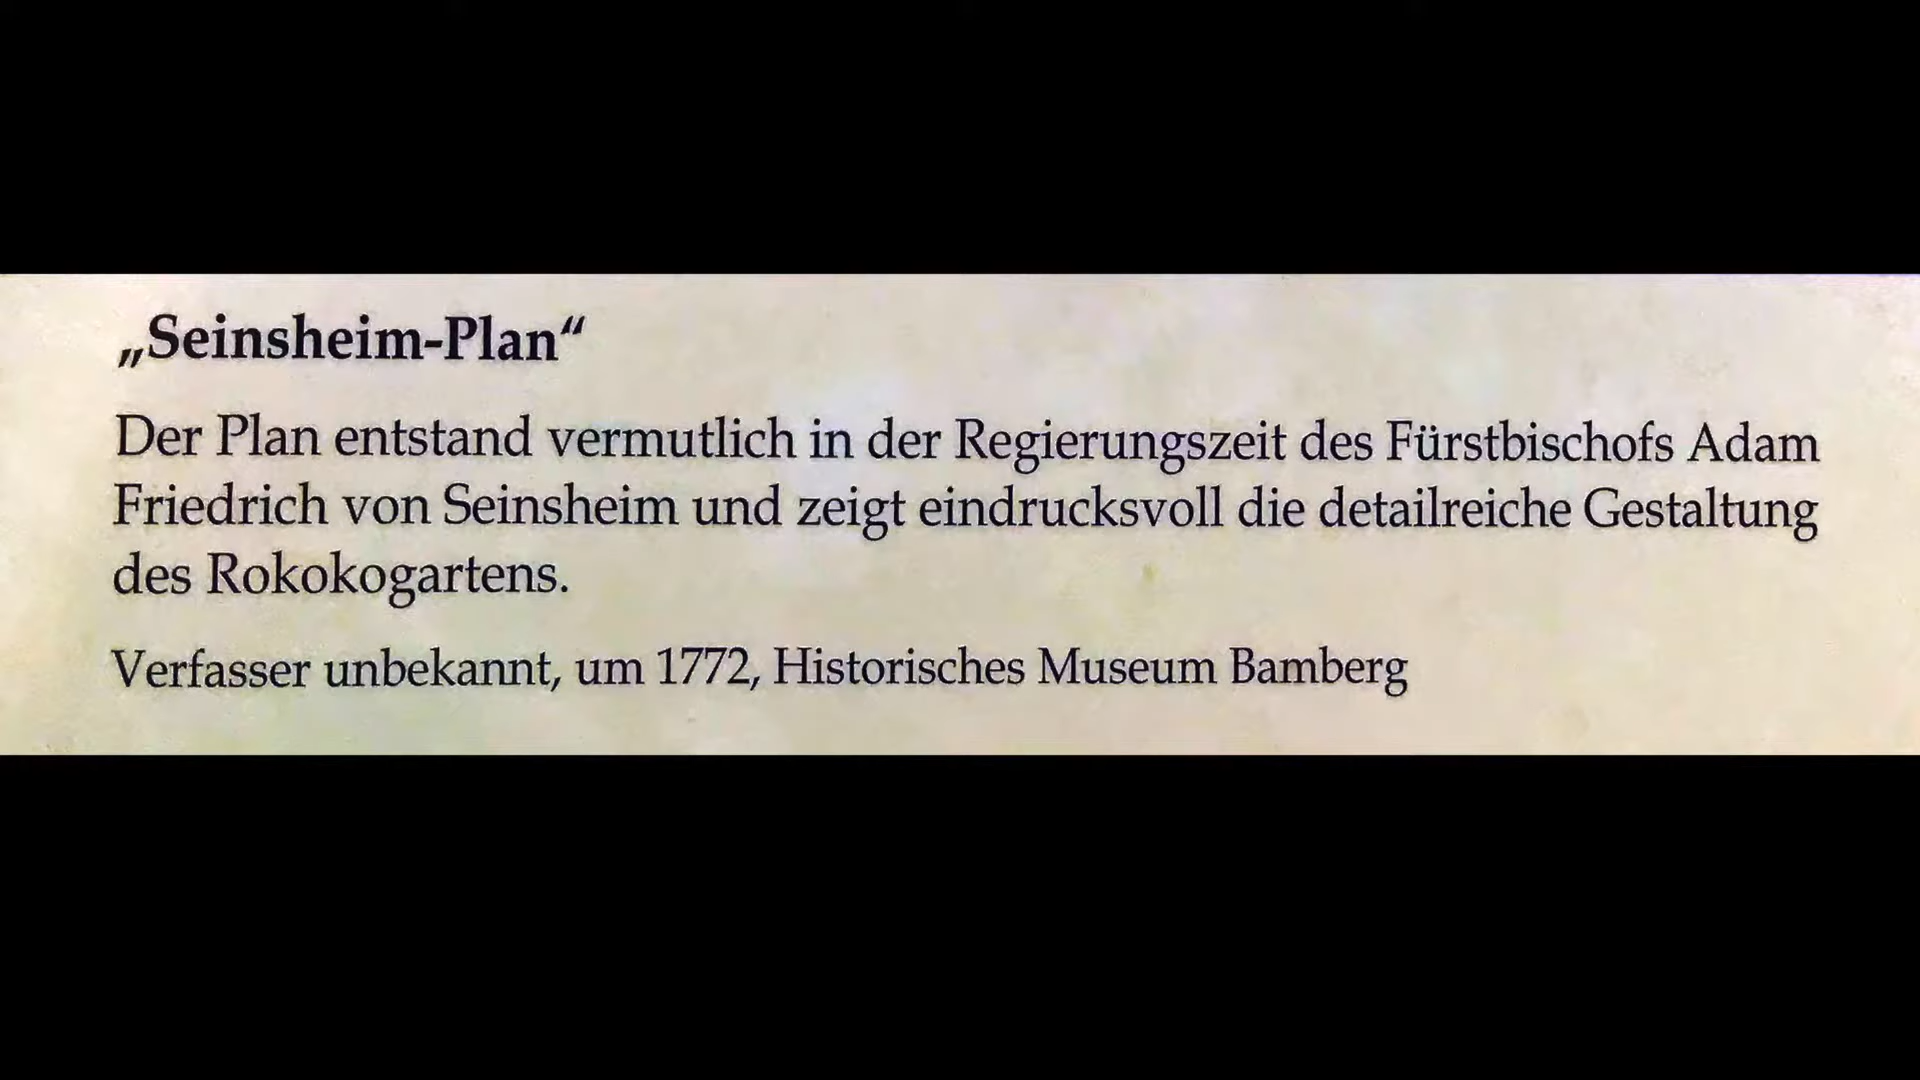 „Seinsheim-Plan“
Der Plan entstand vermutlich in der Regierungszeit des Fürstbischofs Adam
Friedrich von Seinsheim und zeigt eindrucksvoll die detailreiche Gestaltung
des Rokokogartens.
Verfasser unbekannt, um 1772, Historisches Museum Bamberg